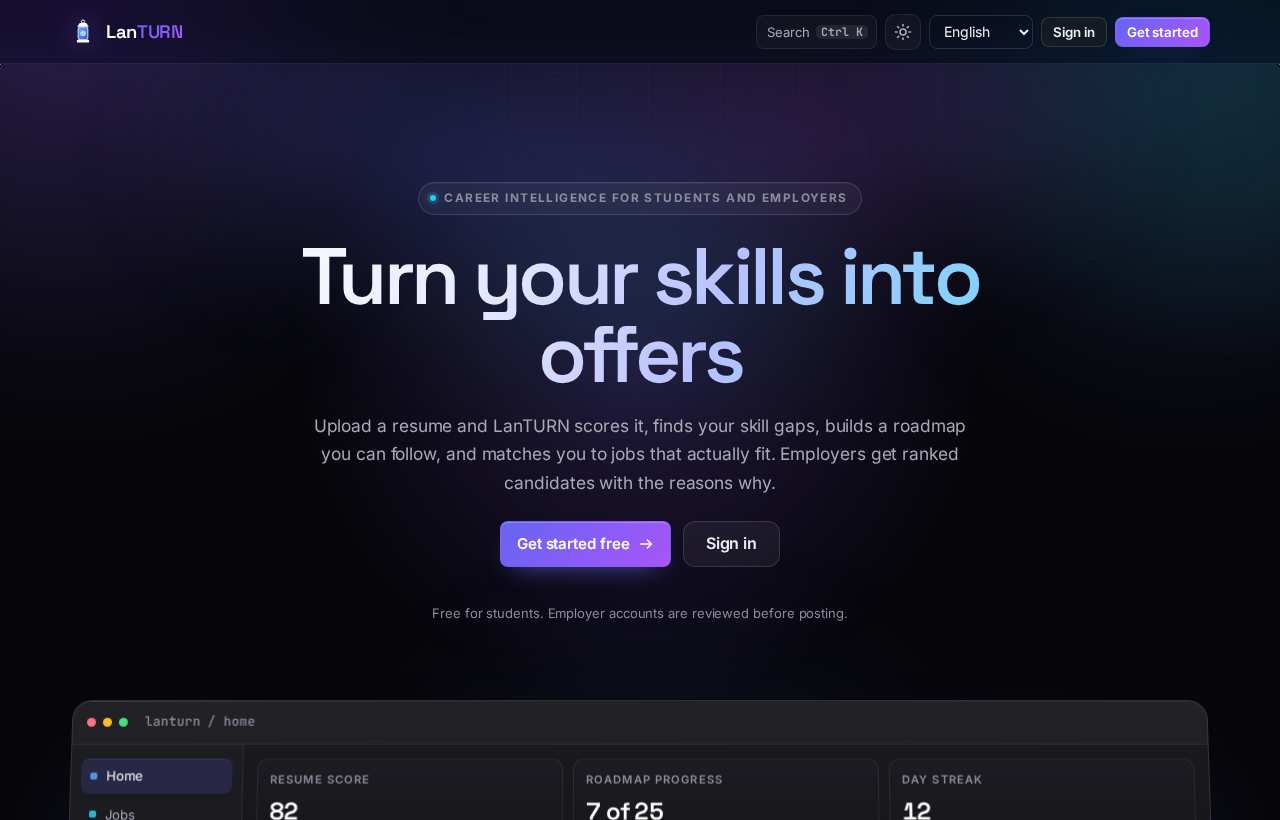 LanTURN
Search Ctrl K
English
Sign in
Get started
CAREER INTELLIGENCE FOR STUDENTS AND EMPLOYERS
Turn your skills into
offers
Upload a resume and LanTURN scores it, finds your skill gaps, builds a roadmap
you can follow, and matches you to jobs that actually fit. Employers get ranked
candidates with the reasons why.
Get started free →
Sign in
Free for students. Employer accounts are reviewed before posting.
lanturn / home
Home
Jobs
RESUME SCORE
82
ROADMAP PROGRESS
7 of 25
DAY STREAK
12